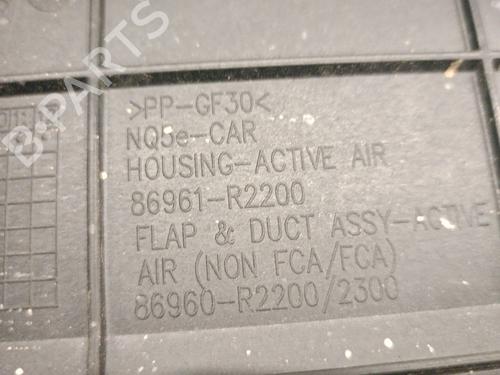 B-PARTS
>PP-GF30<
NQ5e-CAR
HOUSING-ACTIVE AIR
86961-R2200
FLAP & DUCT ASSY-ACTIVE
AIR (NON FCA/FCA)
86960-R2200/2300